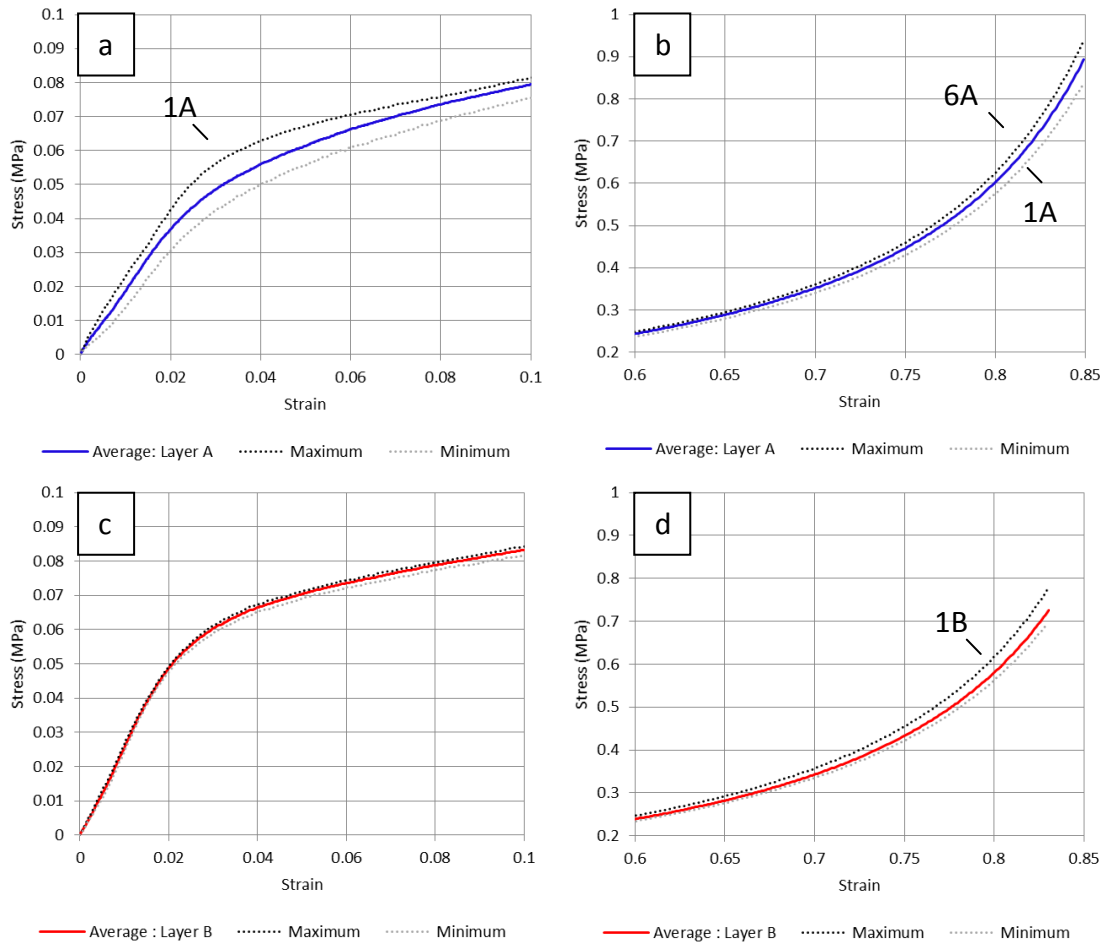 a
0.1
0.09
0.08
0.07
0.06
0.05
0.04
0.03
0.02
0.01
0
Stress (MPa)
1A
0 0.02 0.04 0.06 0.08 0.1
Strain
Average: Layer A Maximum Minimum
b
1
0.9
0.8
0.7
0.6
0.5
0.4
0.3
0.2
Stress (MPa)
6A
1A
0.6 0.65 0.7 0.75 0.8 0.85
Strain
Average: Layer A Maximum Minimum
c
0.1
0.09
0.08
0.07
0.06
0.05
0.04
0.03
0.02
0.01
0
Stress (MPa)
0 0.02 0.04 0.06 0.08 0.1
Strain
Average : Layer B Maximum Minimum
d
1
0.9
0.8
0.7
0.6
0.5
0.4
0.3
0.2
Stress (MPa)
1B
0.6 0.65 0.7 0.75 0.8 0.85
Strain
Average : Layer B Maximum Minimum